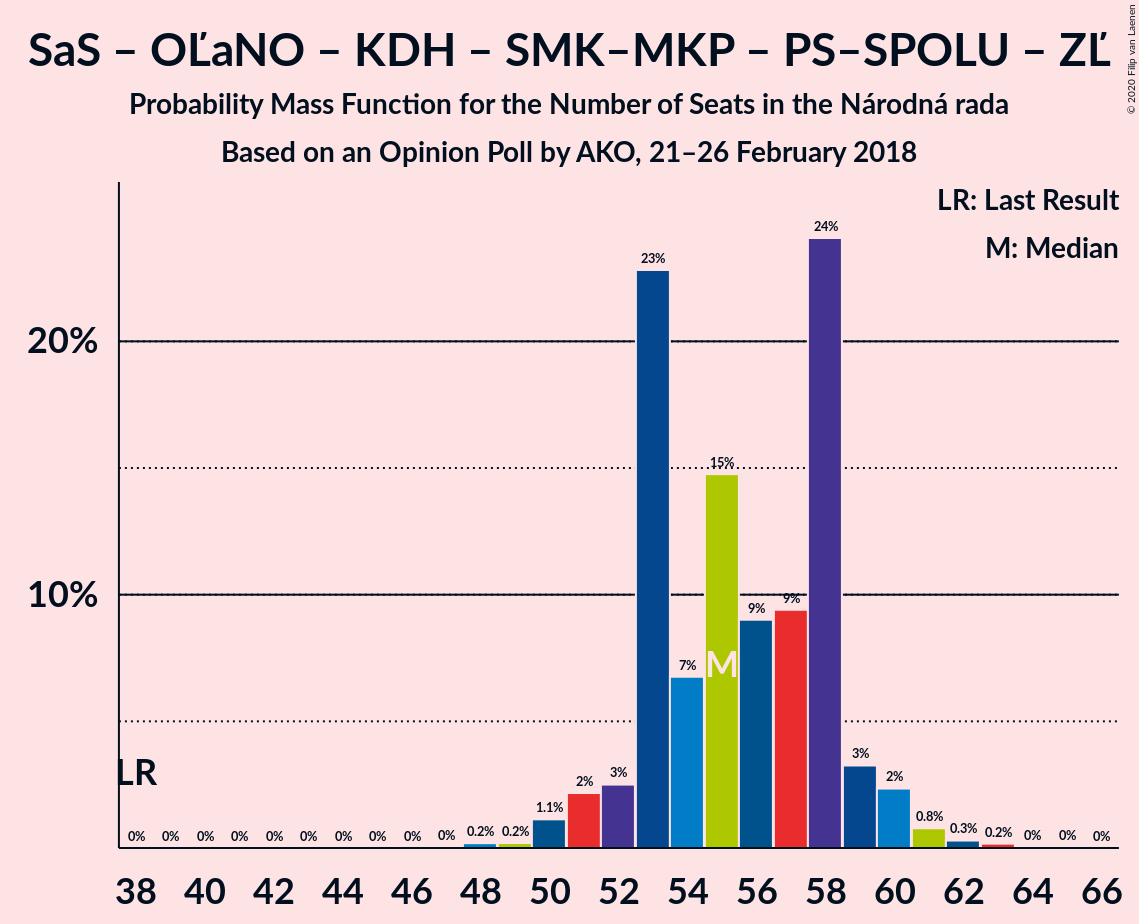 SaS – OĽaNO – KDH – SMK–MKP – PS–SPOLU – ZĽ
Probability Mass Function for the Number of Seats in the Národná rada
Based on an Opinion Poll by AKO, 21–26 February 2018
© 2020 Filip van Laenen
LR: Last Result
M: Median
20%
10%
LR
M
0% 0% 0% 0% 0% 0% 0% 0% 0% 0% 0.2% 0.2% 1.1% 2% 3% 23% 7% 15% 9% 9% 24% 3% 2% 0.8% 0.3% 0.2% 0% 0% 0%
38 40 42 44 46 48 50 52 54 56 58 60 62 64 66